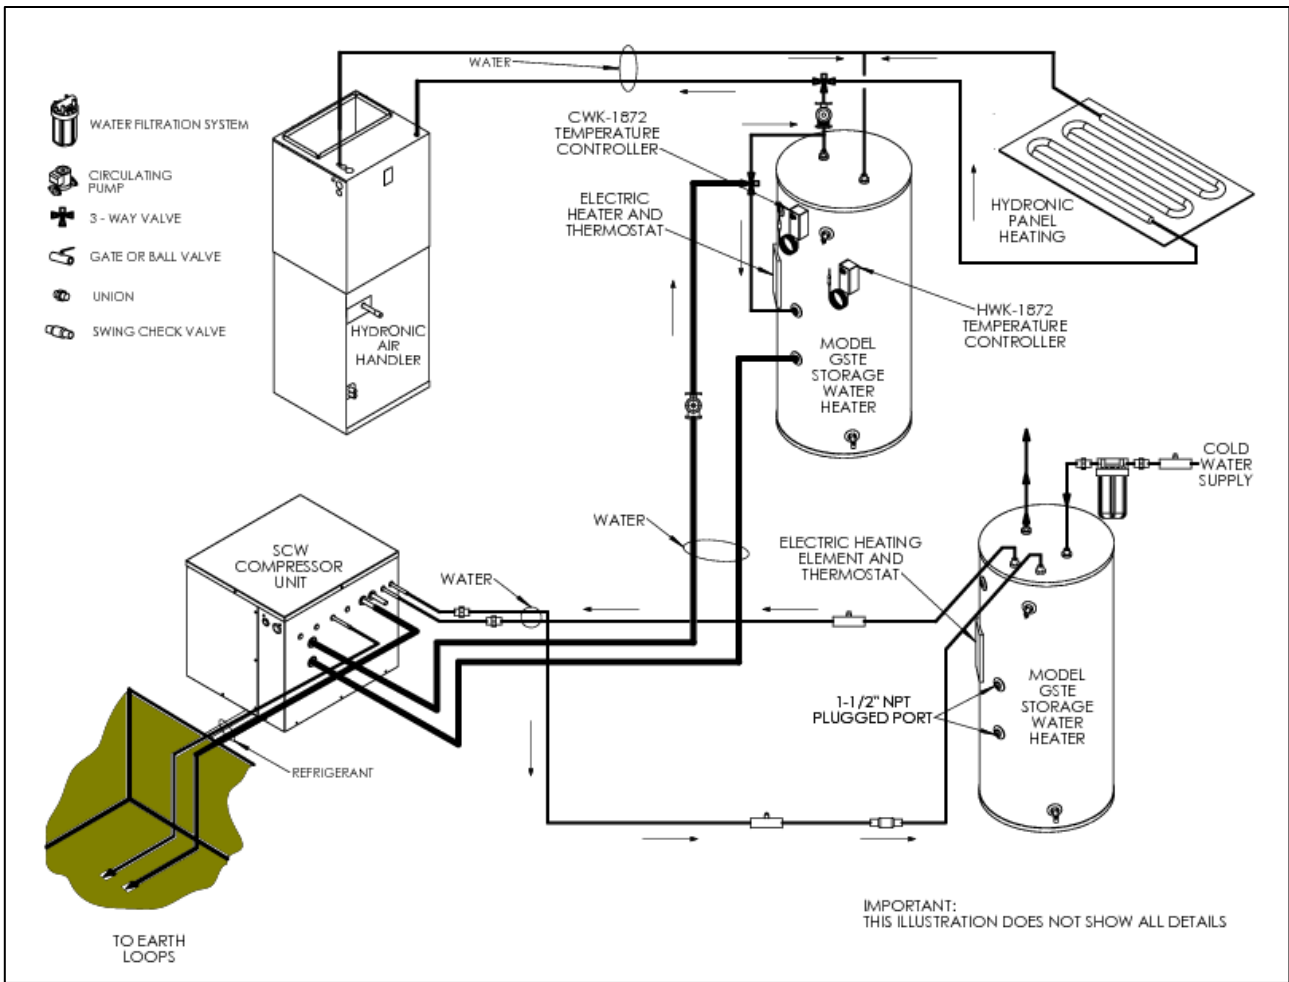 WATER
WATER FILTRATION SYSTEM
CIRCULATING
PUMP
3 - WAY VALVE
GATE OR BALL VALVE
UNION
SWING CHECK VALVE
CWK-1872
TEMPERATURE
CONTROLLER
ELECTRIC
HEATER AND
THERMOSTAT
HYDRONIC
PANEL
HEATING
HWK-1872
TEMPERATURE
CONTROLLER
HYDRONIC
AIR
HANDLER
MODEL
GSTE
STORAGE
WATER
HEATER
COLD
WATER
SUPPLY
WATER
ELECTRIC HEATING
ELEMENT AND
THERMOSTAT
SCW
COMPRESSOR
UNIT
WATER
1-1/2" NPT
PLUGGED PORT
MODEL
GSTE
STORAGE
WATER
HEATER
REFRIGERANT
IMPORTANT:
THIS ILLUSTRATION DOES NOT SHOW ALL DETAILS
TO EARTH
LOOPS